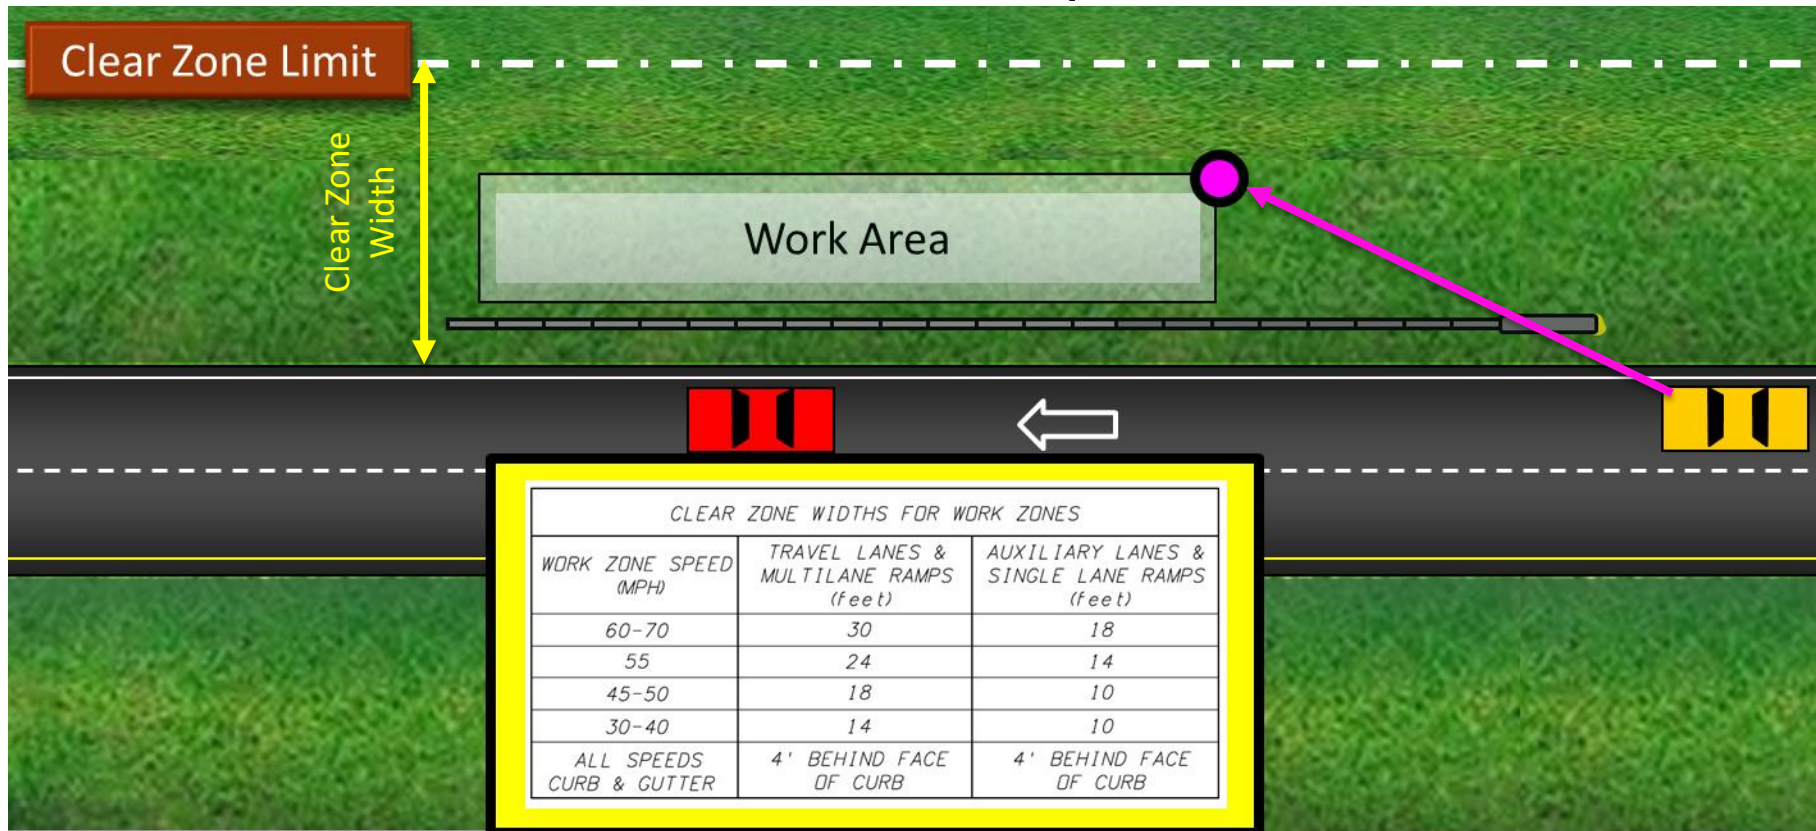 Clear Zone Limit
Clear Zone
Width
Work Area
CLEAR ZONE WIDTHS FOR WORK ZONES
WORK ZONE SPEED
(MPH)
TRAVEL LANES &
MULTILANE RAMPS
(feet)
AUXILIARY LANES &
SINGLE LANE RAMPS
(feet)
60-70 30 18
55 24 14
45-50 18 10
30-40 14 10
ALL SPEEDS
CURB & GUTTER
4' BEHIND FACE
OF CURB
4' BEHIND FACE
OF CURB